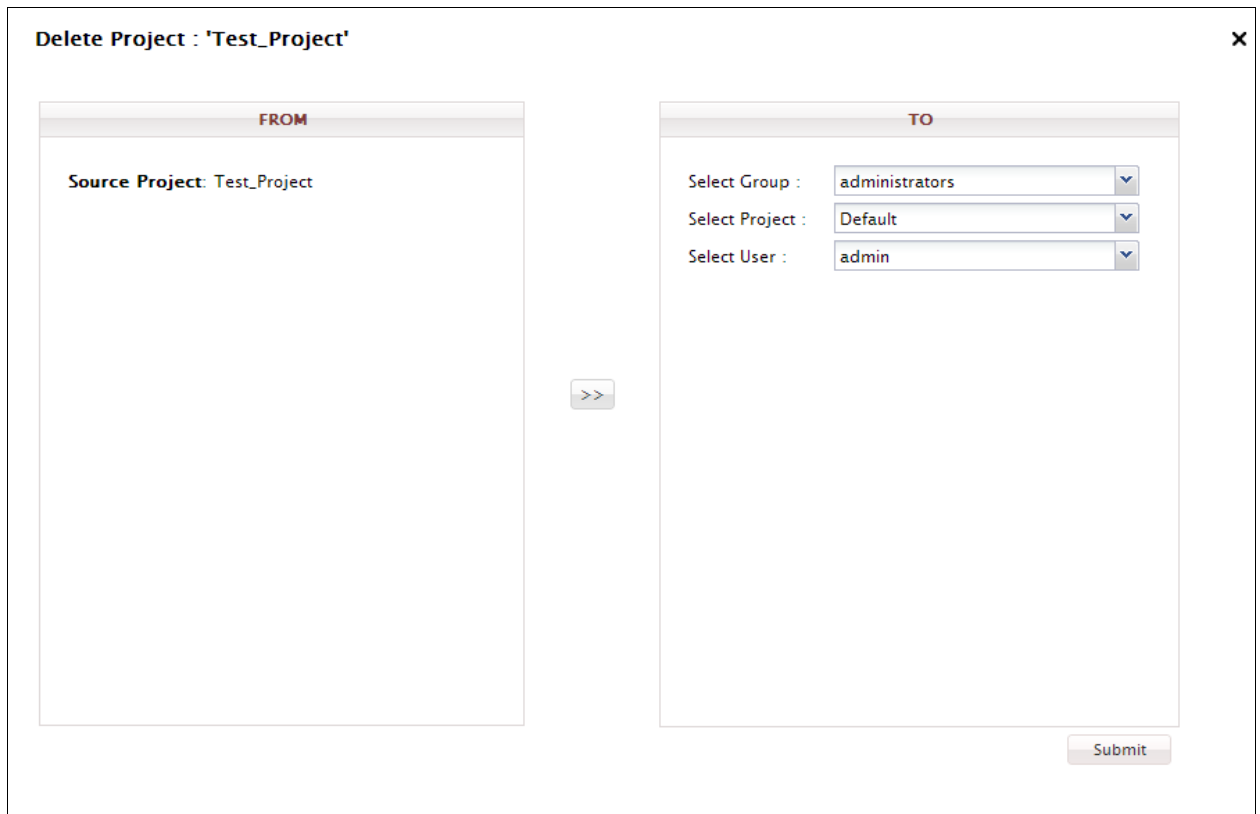 Delete Project : 'Test_Project'
FROM
Source Project: Test_Project
>>
TO
Select Group : administrators
Select Project : Default
Select User : admin
Submit